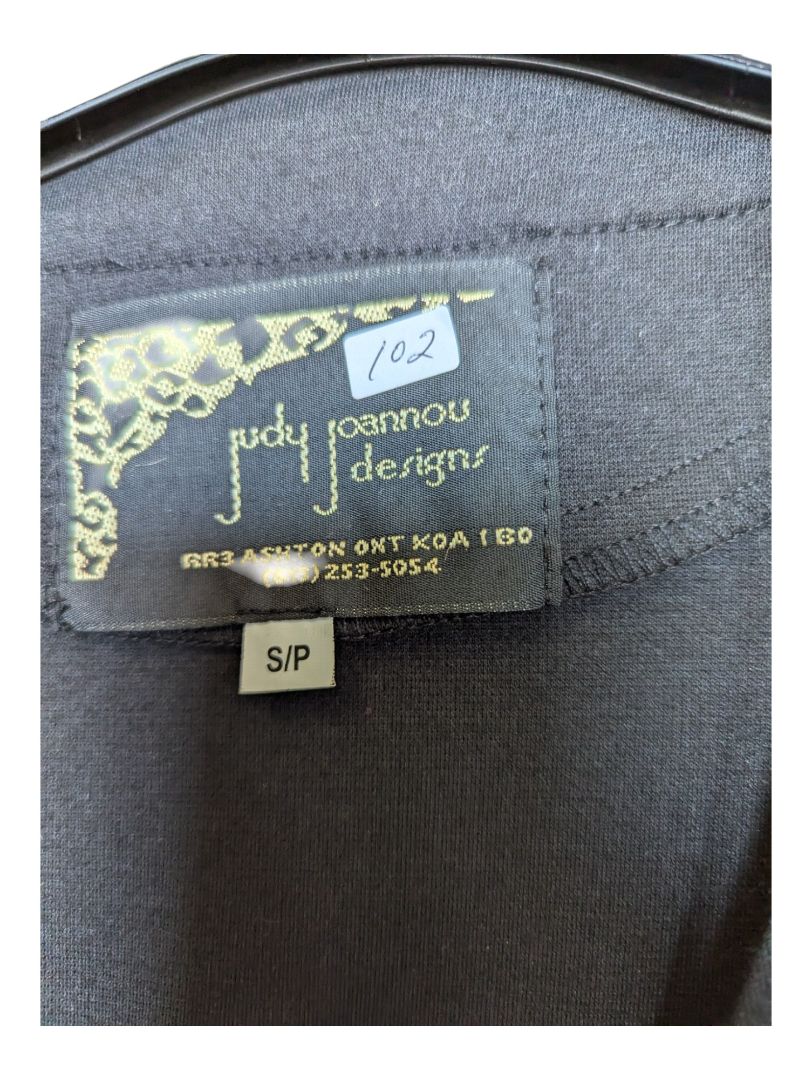 102
judy joannou
designs
RR3 ASHTON ONT K0A 1B0
253-5054
S/P